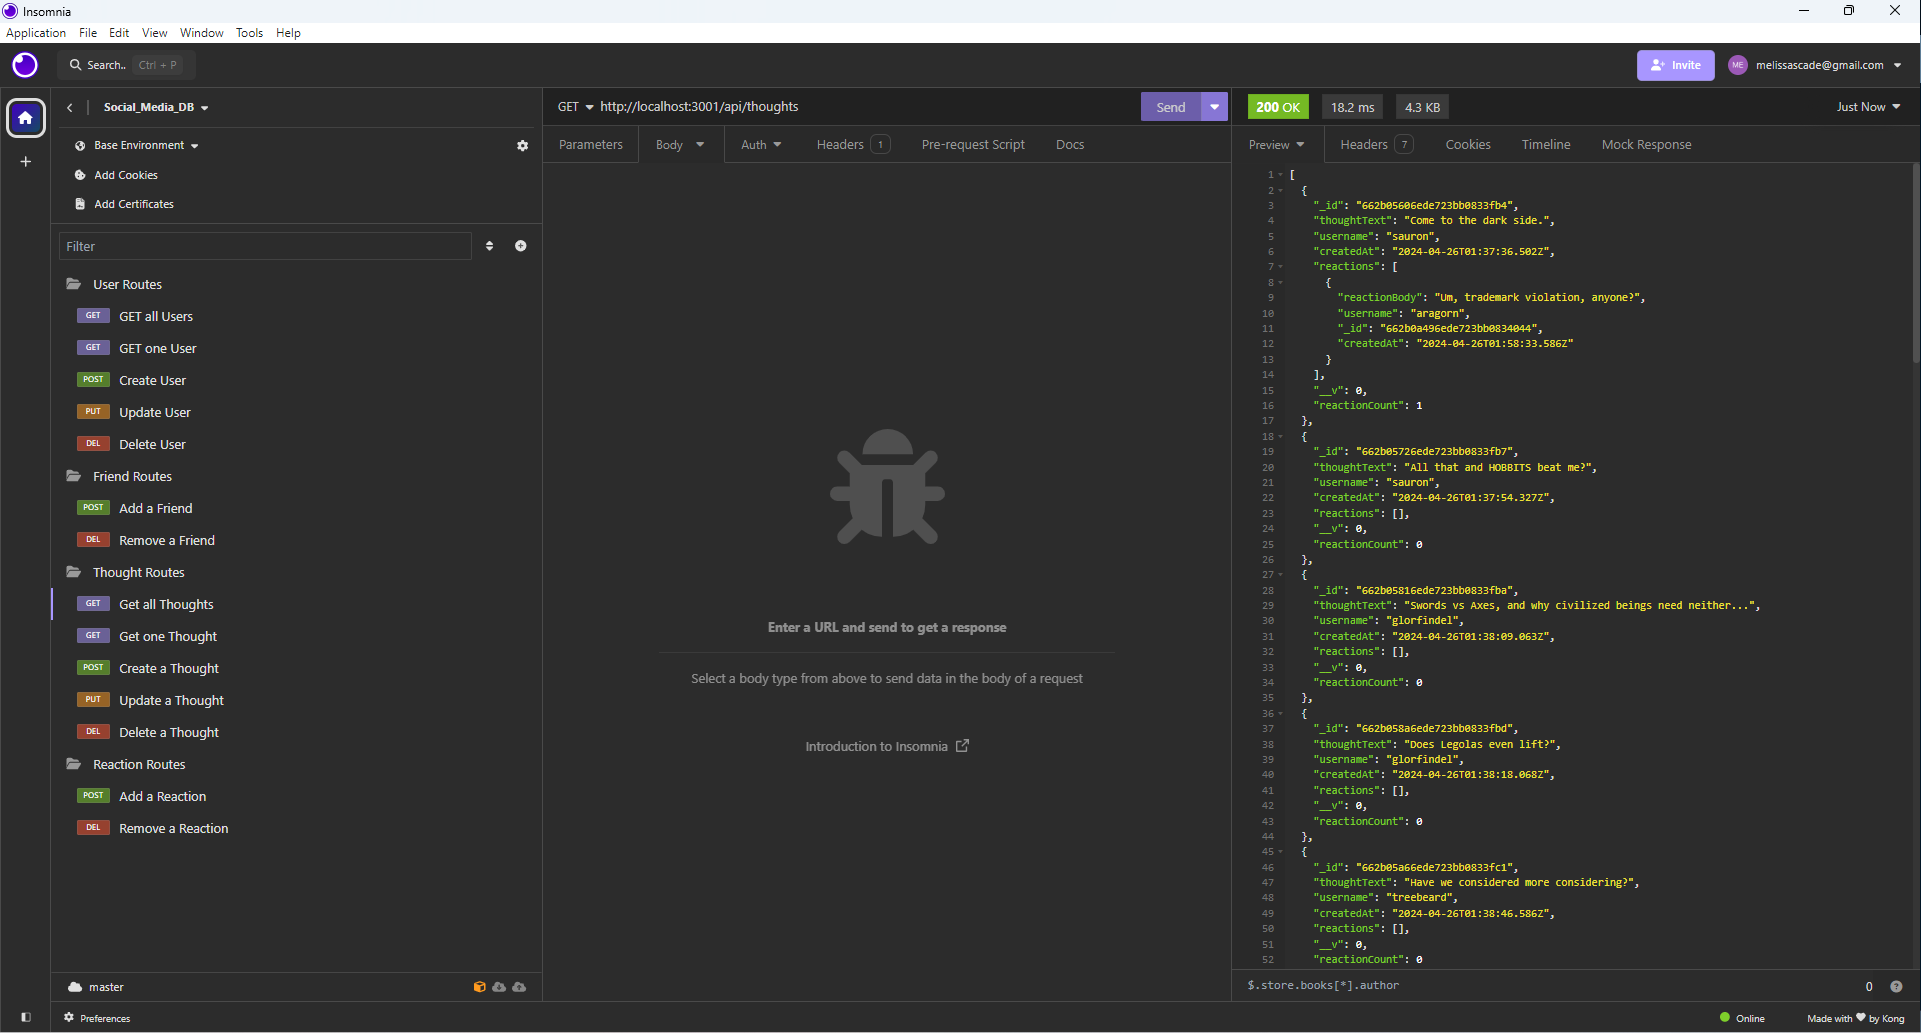 Insomnia
Application File Edit View Window Tools Help
Search.. Ctrl + P
Invite
ME melissascade@gmail.com
Social_Media_DB
Base Environment
Add Cookies
Add Certificates
Filter
User Routes
GET GET all Users
GET GET one User
POST Create User
PUT Update User
DEL Delete User
Friend Routes
POST Add a Friend
DEL Remove a Friend
Thought Routes
GET Get all Thoughts
GET Get one Thought
POST Create a Thought
PUT Update a Thought
DEL Delete a Thought
Reaction Routes
POST Add a Reaction
DEL Remove a Reaction
master
Preferences
GET http://localhost:3001/api/thoughts Send
Parameters Body Auth Headers 1 Pre-request Script Docs
Enter a URL and send to get a response
Select a body type from above to send data in the body of a request
Introduction to Insomnia
200 OK 18.2 ms 4.3 KB Just Now
Preview Headers 7 Cookies Timeline Mock Response
1 [
2 {
3 "_id": "662b05606ede723bb0833fb4",
4 "thoughtText": "Come to the dark side.",
5 "username": "sauron",
6 "createdAt": "2024-04-26T01:37:36.502Z",
7 "reactions": [
8 {
9 "reactionBody": "Um, trademark violation, anyone?",
10 "username": "aragorn",
11 "_id": "662b0a496ede723bb0834044",
12 "createdAt": "2024-04-26T01:58:33.586Z"
13 }
14 ],
15 "__v": 0,
16 "reactionCount": 1
17 },
18 {
19 "_id": "662b05726ede723bb0833fb7",
20 "thoughtText": "All that and HOBBITS beat me?",
21 "username": "sauron",
22 "createdAt": "2024-04-26T01:37:54.327Z",
23 "reactions": [],
24 "__v": 0,
25 "reactionCount": 0
26 },
27 {
28 "_id": "662b05816ede723bb0833fba",
29 "thoughtText": "Swords vs Axes, and why civilized beings need neither...",
30 "username": "glorfindel",
31 "createdAt": "2024-04-26T01:38:09.063Z",
32 "reactions": [],
33 "__v": 0,
34 "reactionCount": 0
35 },
36 {
37 "_id": "662b058a6ede723bb0833fbd",
38 "thoughtText": "Does Legolas even lift?",
39 "username": "glorfindel",
40 "createdAt": "2024-04-26T01:38:18.068Z",
41 "reactions": [],
42 "__v": 0,
43 "reactionCount": 0
44 },
45 {
46 "_id": "662b05a66ede723bb0833fc1",
47 "thoughtText": "Have we considered more considering?",
48 "username": "treebeard",
49 "createdAt": "2024-04-26T01:38:46.586Z",
50 "reactions": [],
51 "__v": 0,
52 "reactionCount": 0
$.store.books[*].author 0
Online Made with ❤ by Kong